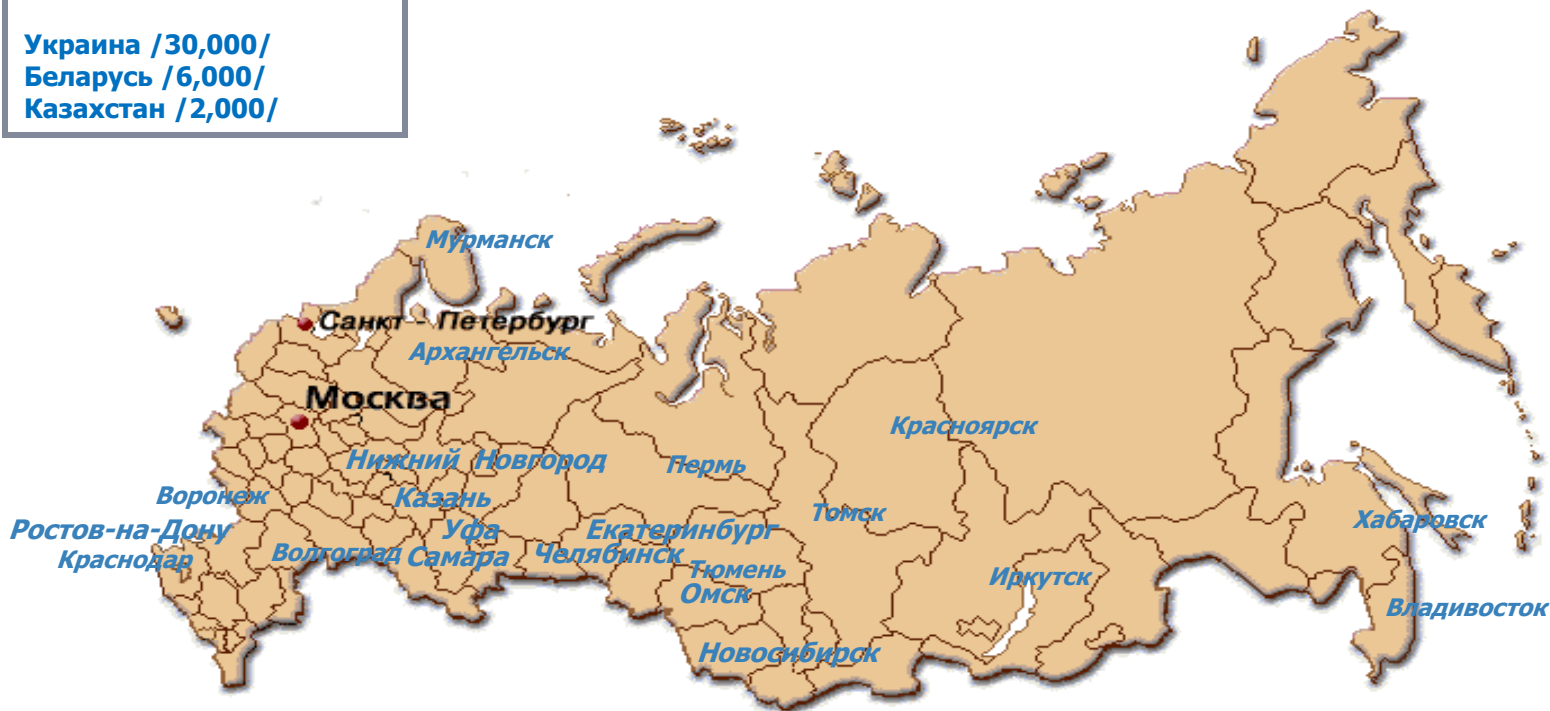 Украина /30,000/
Беларусь /6,000/
Казахстан /2,000/
Мурманск
Санкт - Петербург
Архангельск
Москва
Красноярск
Нижний Новгород
Пермь
Воронеж
Казань
Томск
Хабаровск
Ростов-на-Дону
Уфа
Екатеринбург
Краснодар
Волгоград
Самара
Челябинск
Тюмень
Иркутск
Омск
Владивосток
Новосибирск